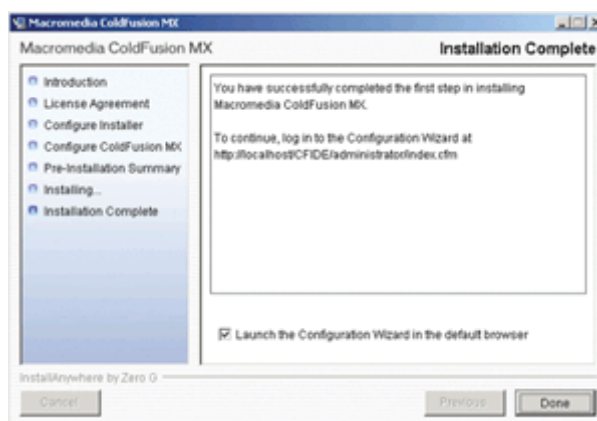 Macromedia ColdFusion MX
Macromedia ColdFusion MX
Installation Complete
Introduction
License Agreement
Configure Installer
Configure ColdFusion MX
Pre-Installation Summary
Installing...
Installation Complete
You have successfully completed the first step in installing
Macromedia ColdFusion MX.
To continue, log in to the Configuration Wizard at
http://localhost/CFIDE/administrator/index.cfm
Launch the Configuration Wizard in the default browser
InstallAnywhere by Zero G
Cancel
Previous
Done